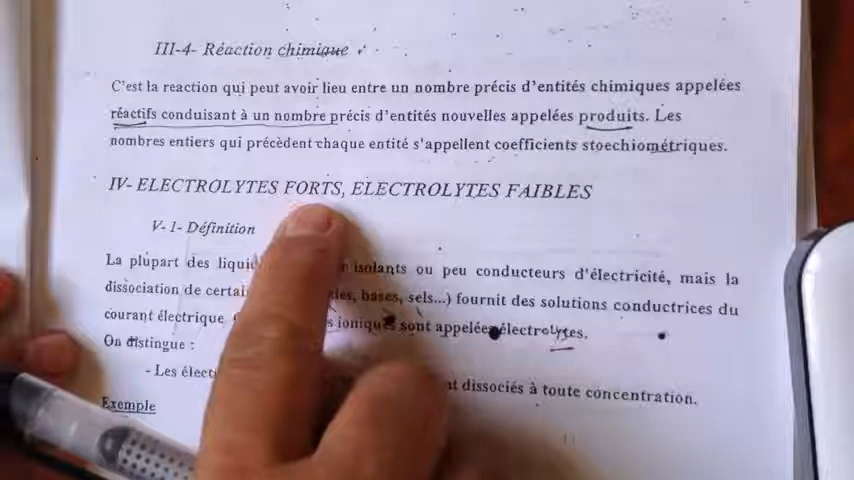 III-4- Réaction chimique
C'est la reaction qui peut avoir lieu entre un nombre précis d'entités chimiques appelées
réactifs conduisant à un nombre précis d'entités nouvelles appelées produits. Les
nombres entiers qui précèdent chaque entité s'appellent coefficients stoechiométriques.
IV- ELECTROLYTES FORTS, ELECTROLYTES FAIBLES
V- 1- Définition
La plupart des isolants ou peu conducteurs d'électricité, mais la
dissociation de bases, sels...) fournit des solutions conductrices du
courant électrique ioniques sont appelées électrolytes.
On distingue :
- Les dissociés à toute concentration.
Exemple